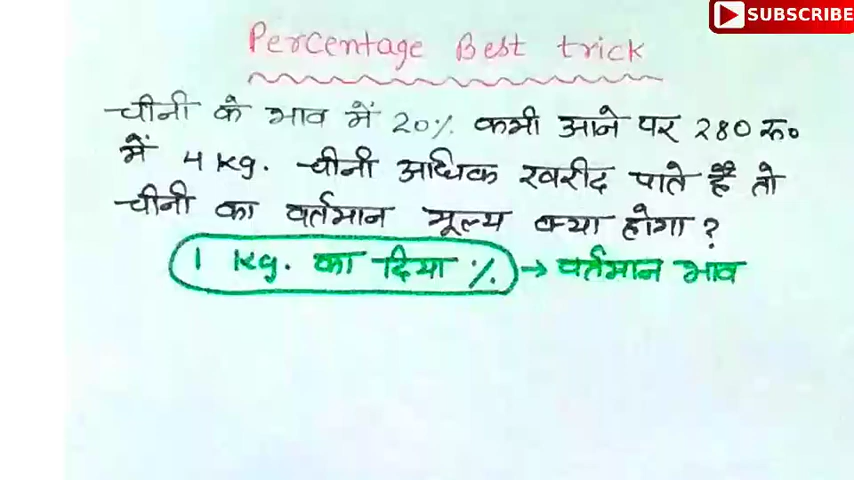 SUBSCRIBE
Percentage Best trick
चीनी के भाव में 20% कमी आने पर 280 रु०
में 4 kg. चीनी अधिक खरीद पाते हैं तो
चीनी का वर्तमान मूल्य क्या होगा?
1 kg. का दिया % → वर्तमान भाव